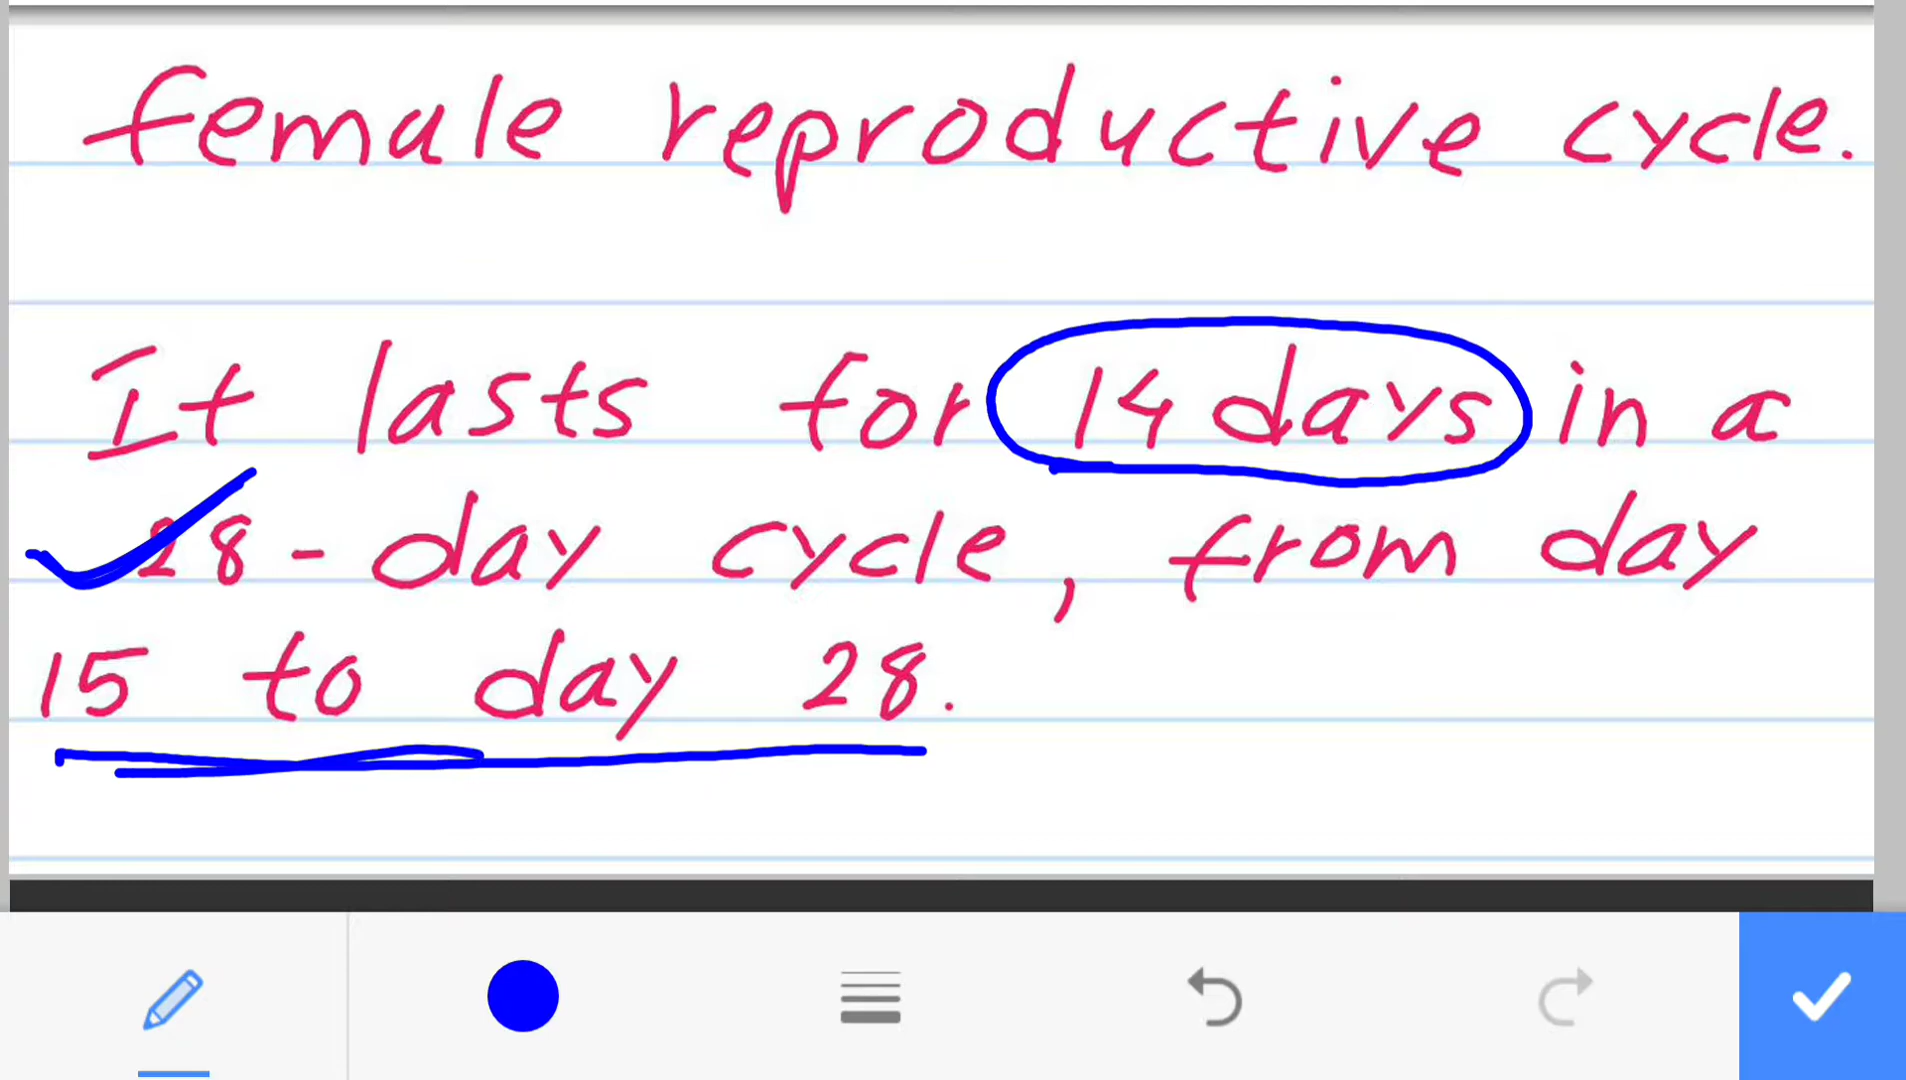 female reproductive cycle.
It lasts for 14 days in a
28-day cycle, from day
15 to day 28.